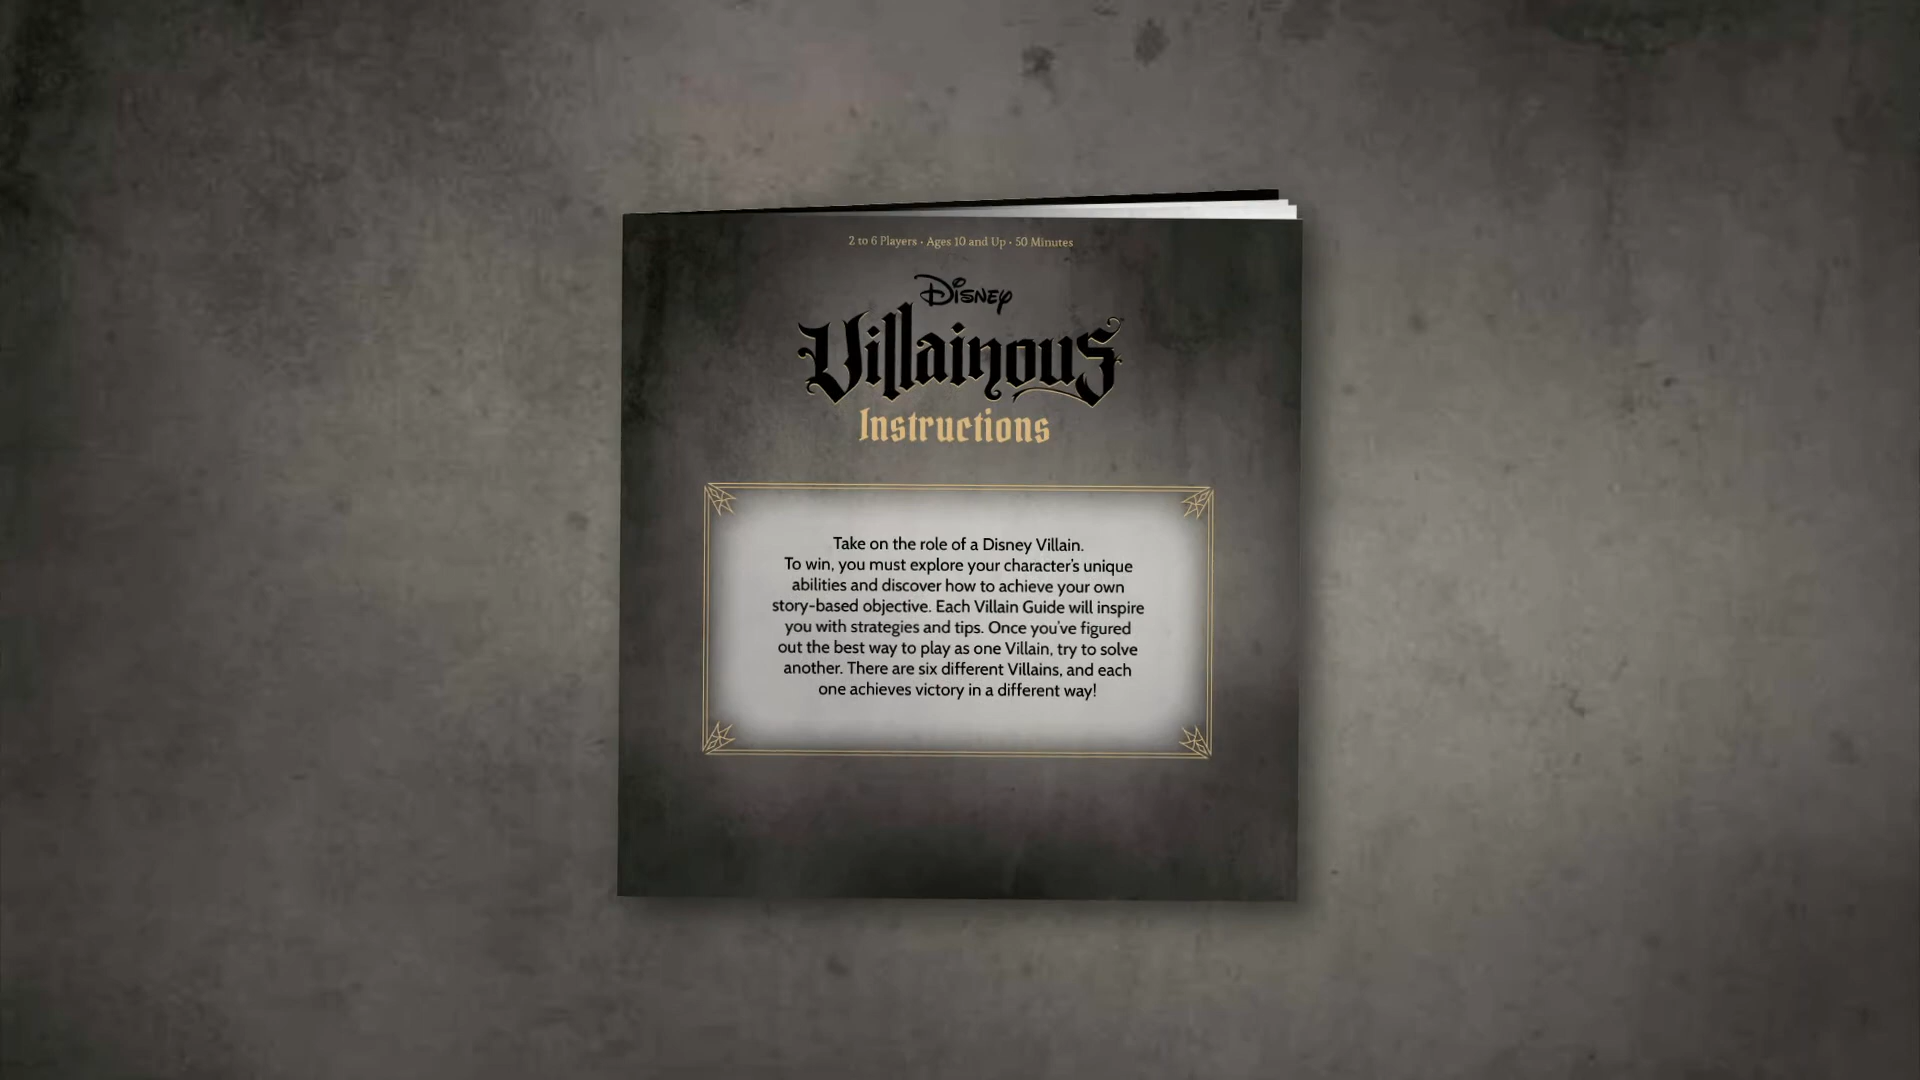 2 to 6 Players • Ages 10 and Up • 50 Minutes
Disney
Villainous
Instructions
Take on the role of a Disney Villain.
To win, you must explore your character's unique
abilities and discover how to achieve your own
story-based objective. Each Villain Guide will inspire
you with strategies and tips. Once you've figured
out the best way to play as one Villain, try to solve
another. There are six different Villains, and each
one achieves victory in a different way!